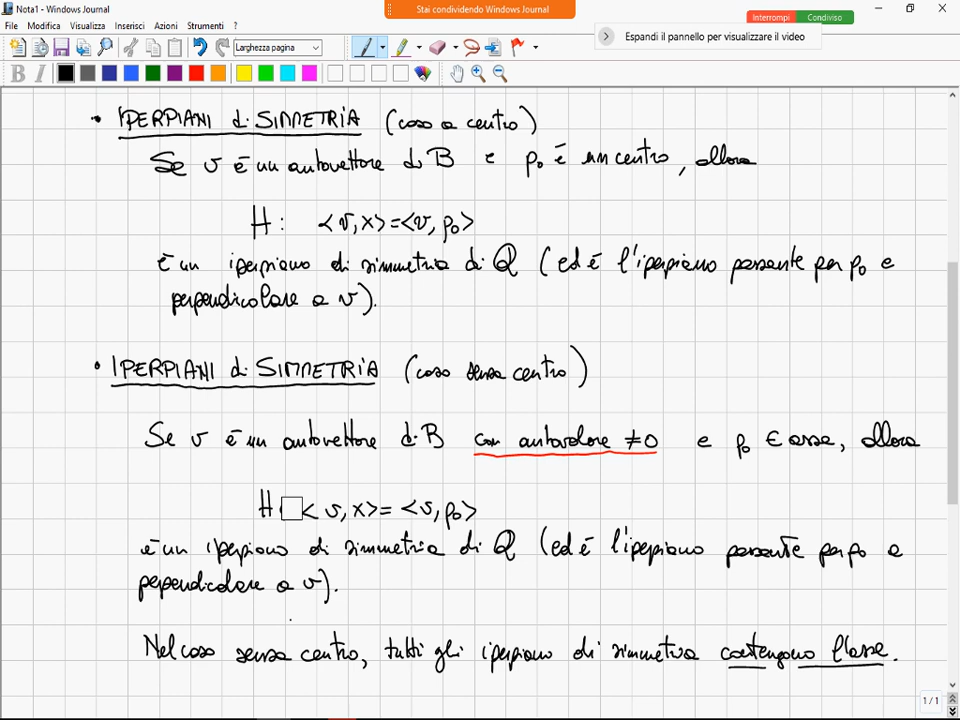 Nota1 - Windows Journal
Stai condividendo Windows Journal
Interrompi Condiviso
File Modifica Visualizza Inserisci Azioni Strumenti ?
Espandi il pannello per visualizzare il video
Larghezza pagina
B I
• IPERPIANI di SIMMETRIA (caso a centro)
Se v è un autovettore di B e p₀ è un centro, allora
H: <v,x>=<v,p₀>
è un iperpiano di simmetria di Q (ed è l'iperpiano passante per p₀ e
perpendicolare a v).
• IPERPIANI di SIMMETRIA (caso senza centro)
Se v è un autovettore di B con autovalore ≠0 e p₀ ∈ asse, allora
H <v,x>=<v,p₀>
è un iperpiano di simmetria di Q (ed è l'iperpiano passante per p₀ e
perpendicolare a v).
Nel caso senza centro, tutti gli iperpiano di simmetria contengono l'asse.
1/1